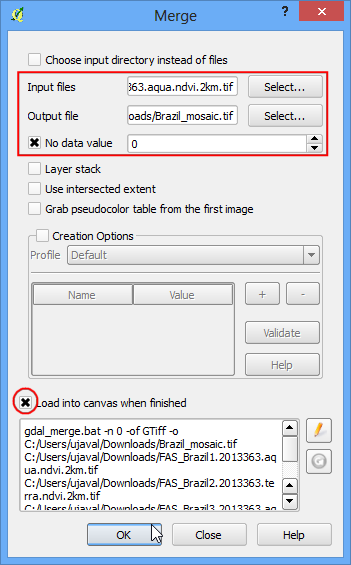 Merge
?
Choose input directory instead of files
Input files
363.aqua.ndvi.2km.tif
Select...
Output file
oads/Brazil_mosaic.tif
Select...
No data value
0
Layer stack
Use intersected extent
Grab pseudocolor table from the first image
Creation Options
Profile
Default
Name
Value
+
-
Validate
Help
Load into canvas when finished
gdal_merge.bat -n 0 -of GTiff -o
C:/Users/ujaval/Downloads/Brazil_mosaic.tif
C:/Users/ujaval/Downloads/FAS_Brazil1.2013363.aq
ua.ndvi.2km.tif
C:/Users/ujaval/Downloads/FAS_Brazil2.2013363.te
rra.ndvi.2km.tif
C:/Users/ujaval/Downloads/FAS_Brazil3.2013363.aq
OK
Close
Help